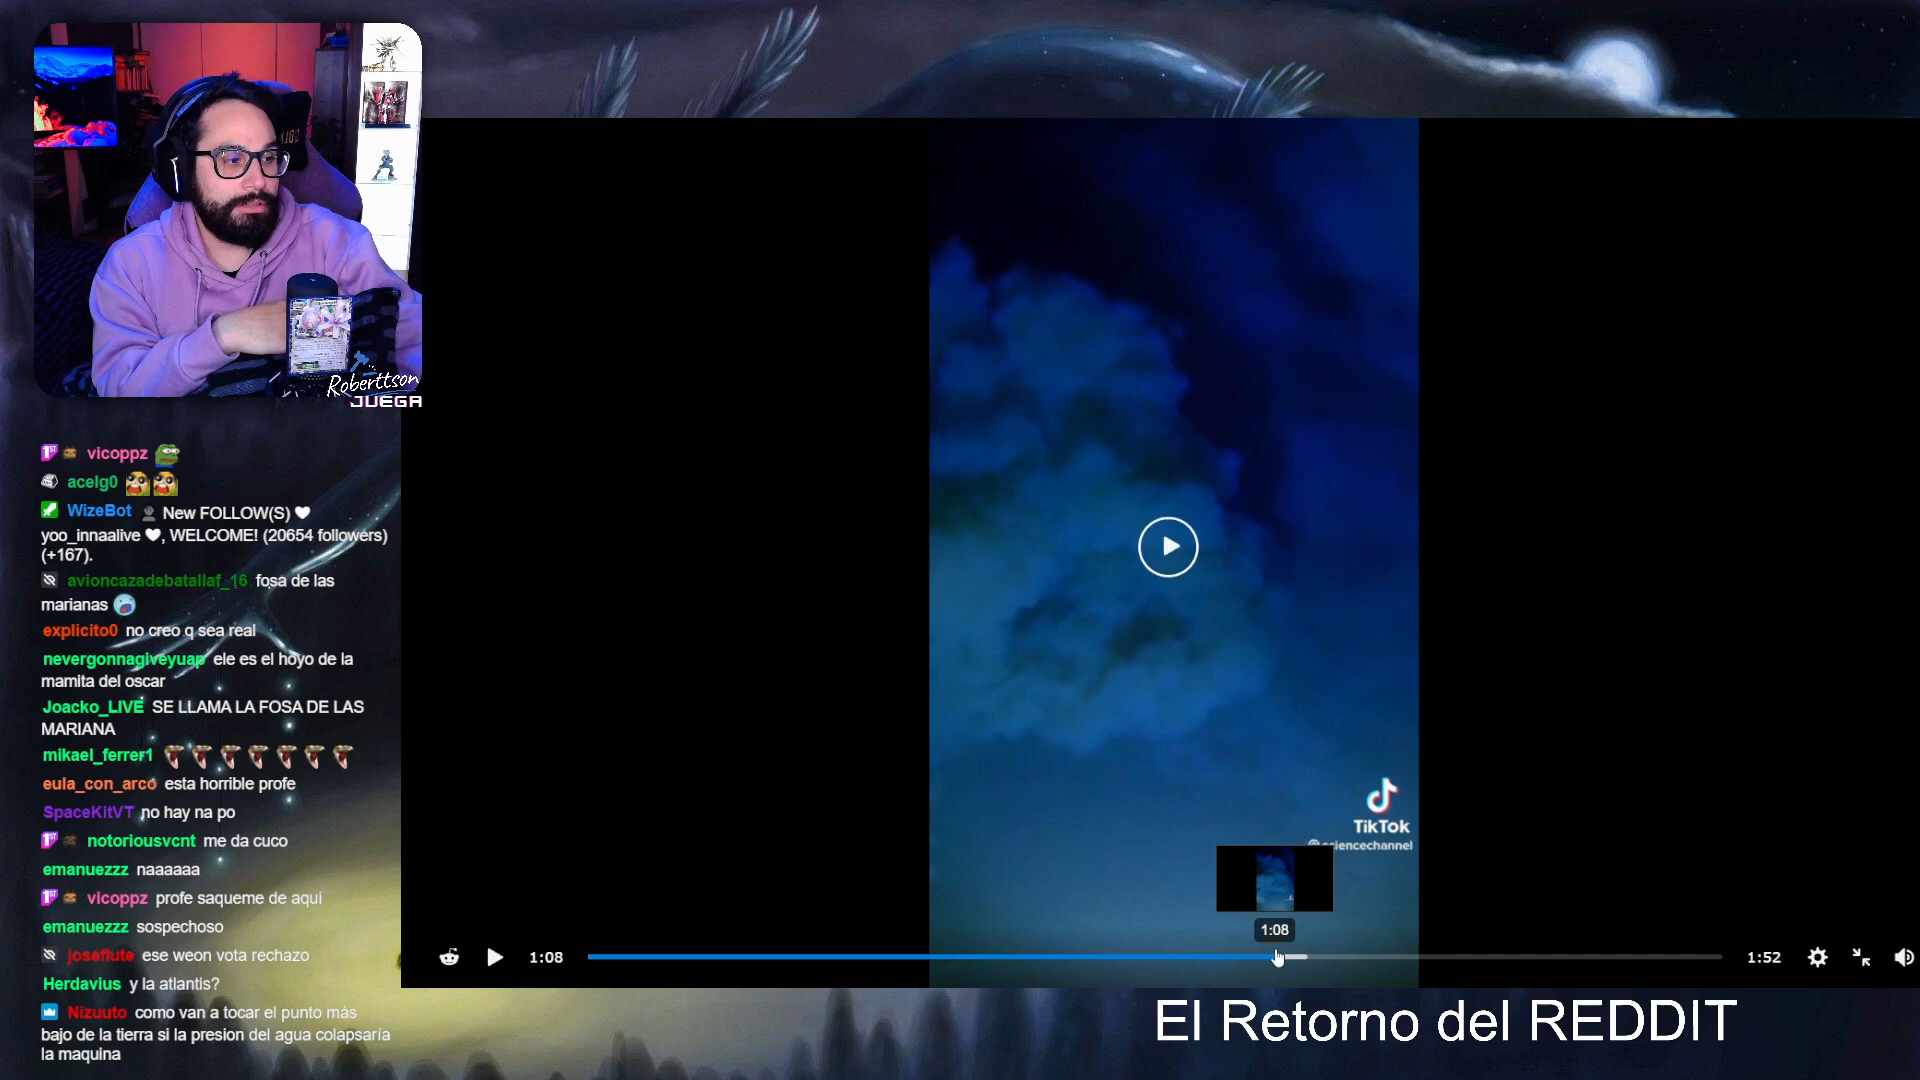 Roberttson
JUEGA
vicoppz
acelg0
WizeBot New FOLLOW(S)
yoo_innaalive , WELCOME! (20654 followers)
(+167).
avioncazadebatallaf_16 fosa de las
marianas
explicito0 no creo q sea real
nevergonnagiveyuap ele es el hoyo de la
mamita del oscar
Joacko_LIVE SE LLAMA LA FOSA DE LAS
MARIANA
mikael_ferrer1
eula_con_arco esta horrible profe
SpaceKitVT no hay na po
notoriousvcnt me da cuco
emanuezzz naaaaaa
vicoppz profe saqueme de aqui
emanuezzz sospechoso
joseflute ese weon vota rechazo
Herdavius y la atlantis?
Nizuuto como van a tocar el punto más
bajo de la tierra si la presion del agua colapsaría
la maquina
TikTok
1:08
1:08
1:52
El Retorno del REDDIT